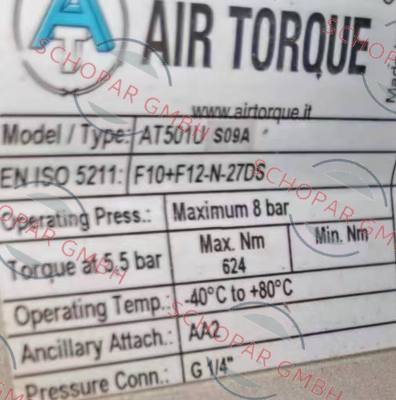 AT
AIR TORQUE
www.airtorque.it
Made
Model / Type: AT501U S09A
EN ISO 5211: F10+F12-N-27DS
Operating Press.: Maximum 8 bar
Torque at 5,5 bar Max. Nm 624 Min. Nm
Operating Temp.: -40°C to +80°C
Ancillary Attach.: AA2
Pressure Conn.: G 1/4"
SCHOPAR GMBH
SCHOPAR GMBH
SCHOPAR GMBH
SCHOPAR GMBH